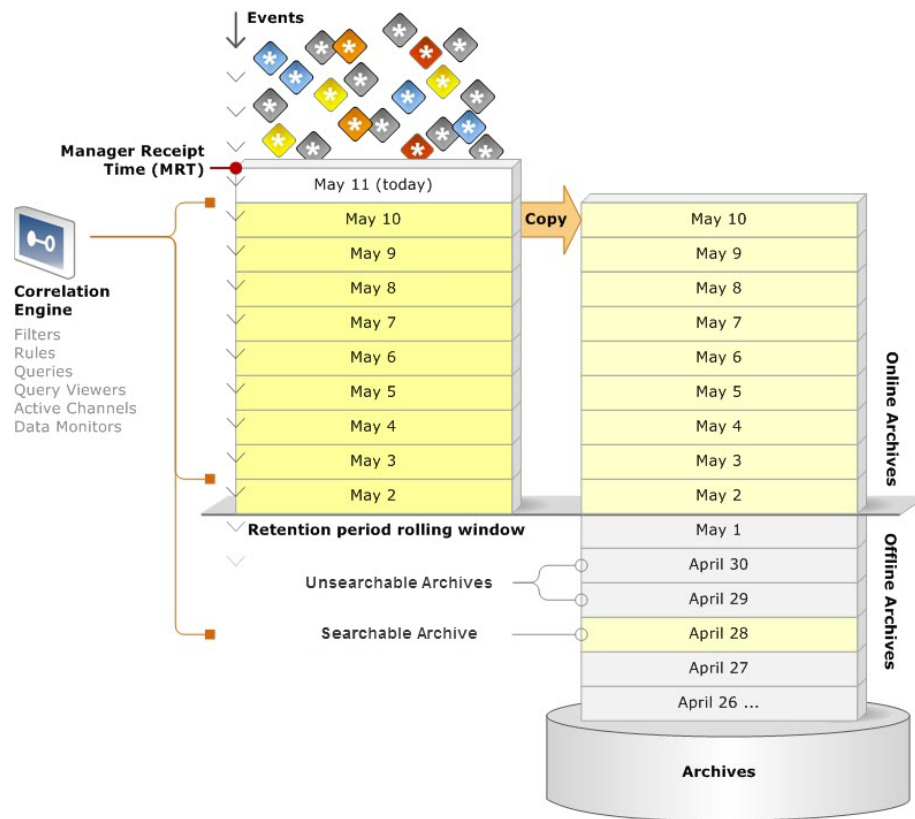 Events
Manager Receipt
Time (MRT)
May 11 (today)
May 10
May 9
May 8
May 7
May 6
May 5
May 4
May 3
May 2
Retention period rolling window
Correlation
Engine
Filters
Rules
Queries
Query Viewers
Active Channels
Data Monitors
Copy
May 10
May 9
May 8
May 7
May 6
May 5
May 4
May 3
May 2
May 1
April 30
April 29
April 28
April 27
April 26 ...
Online Archives
Offline Archives
Unsearchable Archives
Searchable Archive
Archives